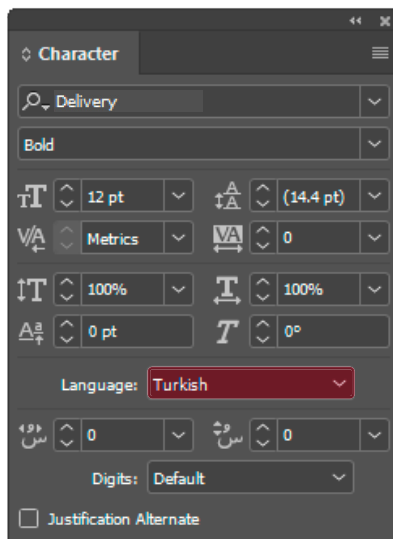 Character
Delivery
Bold
12 pt (14.4 pt)
Metrics 0
100% 100%
0 pt 0°
Language: Turkish
0 0
Digits: Default
Justification Alternate